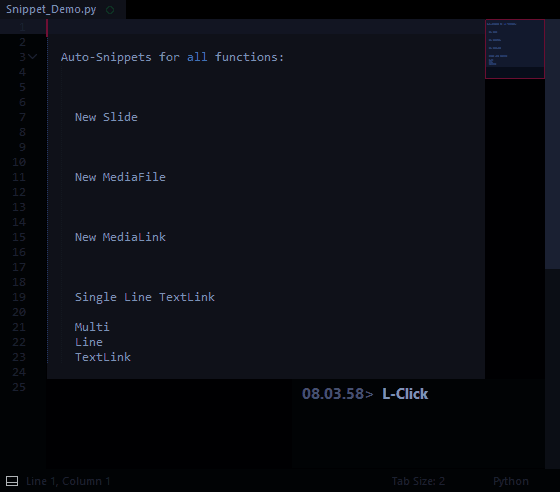 Snippet_Demo.py
1
2
3 Auto-Snippets for all functions:
4
5
6
7 New Slide
8
9
10
11 New MediaFile
12
13
14
15 New MediaLink
16
17
18
19 Single Line TextLink
20
21 Multi
22 Line
23 TextLink
24
25
08.03.58> L-Click
Line 1, Column 1 Tab Size: 2 Python